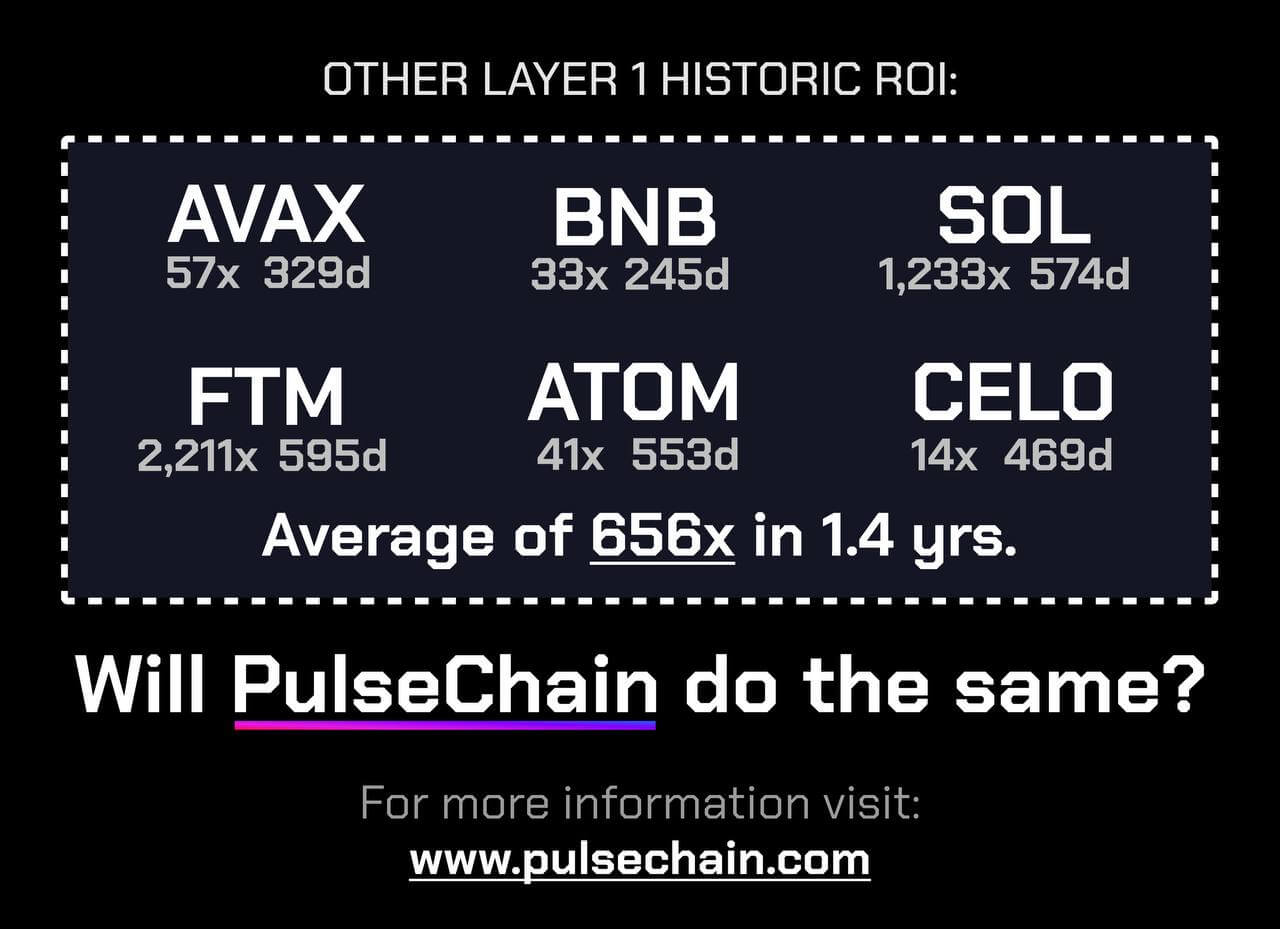 OTHER LAYER 1 HISTORIC ROI:
AVAX BNB SOL
57x 329d 33x 245d 1,233x 574d
FTM ATOM CELO
2,211x 595d 41x 553d 14x 469d
Average of 656x in 1.4 yrs.
Will PulseChain do the same?
For more information visit:
www.pulsechain.com